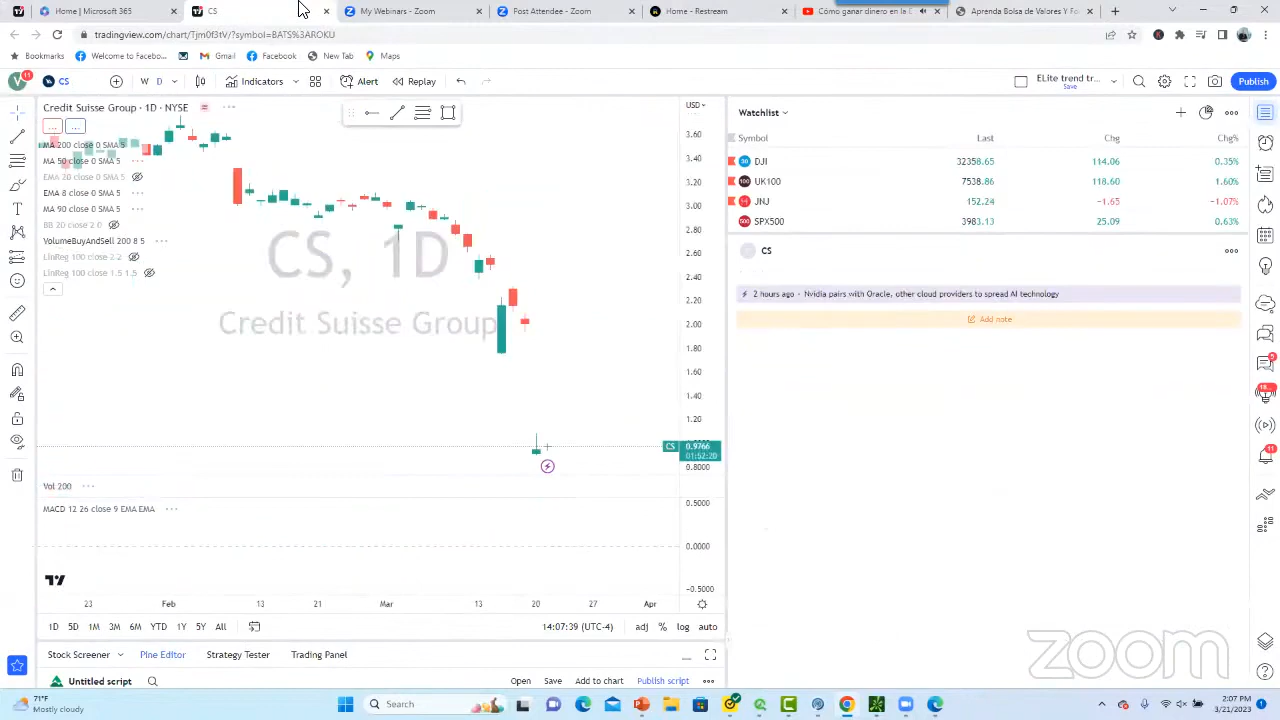 Home | Microsoft 365
CS
My Webinars - Zoom
Post Attendee - Zoom
Home - Restream
Cómo ganar dinero en la E
Aprenda Bolsa de Valores Y Fo
tradingview.com/chart/Tjm0f3tV/?symbol=BATS%3AROKU
Bookmarks
Welcome to Facebo...
Gmail
Facebook
New Tab
Maps
V
11
CS
W D
Indicators
Alert
Replay
ELite trend tr...
Save
Publish
Credit Suisse Group · 1D · NYSE
MA 200 close 0 SMA 5
MA 50 close 0 SMA 5
EMA 20 close 0 SMA 5
EMA 8 close 0 SMA 5
MA 90 close 0 SMA 5
BB 20 close 2 0
VolumeBuyAndSell 200 8 5
LinReg 100 close 2 2
LinReg 100 close 1.5 1.5
CS, 1D
Credit Suisse Group
Vol 200
MACD 12 26 close 9 EMA EMA
USD
3.60
3.40
3.20
3.00
2.80
2.60
2.40
2.20
2.00
1.80
1.60
1.40
1.20
CS 0.9766
01:52:20
0.8000
0.5000
0.0000
-0.5000
23 Feb 13 21 Mar 13 20 27 Apr
1D 5D 1M 3M 6M YTD 1Y 5Y All
14:07:39 (UTC-4) adj % log auto
Stock Screener Pine Editor Strategy Tester Trading Panel
Untitled script
Open Save Add to chart Publish script
Watchlist
Symbol Last Chg Chg%
DJI 32358.65 114.06 0.35%
UK100 7538.86 118.60 1.60%
JNJ 152.24 -1.65 -1.07%
SPX500 3983.13 25.09 0.63%
CS
2 hours ago · Nvidia pairs with Oracle, other cloud providers to spread AI technology
Add note
5
18...
11
zoom
71°F
Mostly cloudy
Search
2:07 PM
3/21/2023